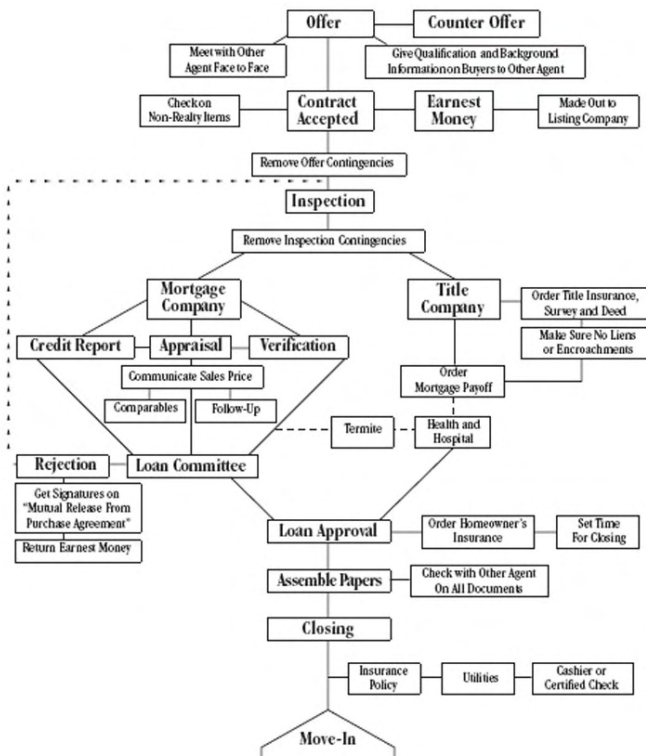 Offer
Counter Offer
Meet with Other
Agent Face to Face
Give Qualification and Background
Information on Buyers to Other Agent
Check on
Non-Realty Items
Contract
Accepted
Earnest
Money
Made Out to
Listing Company
Remove Offer Contingencies
Inspection
Remove Inspection Contingencies
Mortgage
Company
Title
Company
Order Title Insurance,
Survey and Deed
Credit Report
Appraisal
Verification
Make Sure No Liens
or Encroachments
Communicate Sales Price
Order
Mortgage Payoff
Comparables
Follow-Up
Termite
Health and
Hospital
Rejection
Loan Committee
Get Signatures on
"Mutual Release From
Purchase Agreement"
Return Earnest Money
Loan Approval
Order Homeowner's
Insurance
Set Time
For Closing
Assemble Papers
Check with Other Agent
On All Documents
Closing
Insurance
Policy
Utilities
Cashier or
Certified Check
Move-In